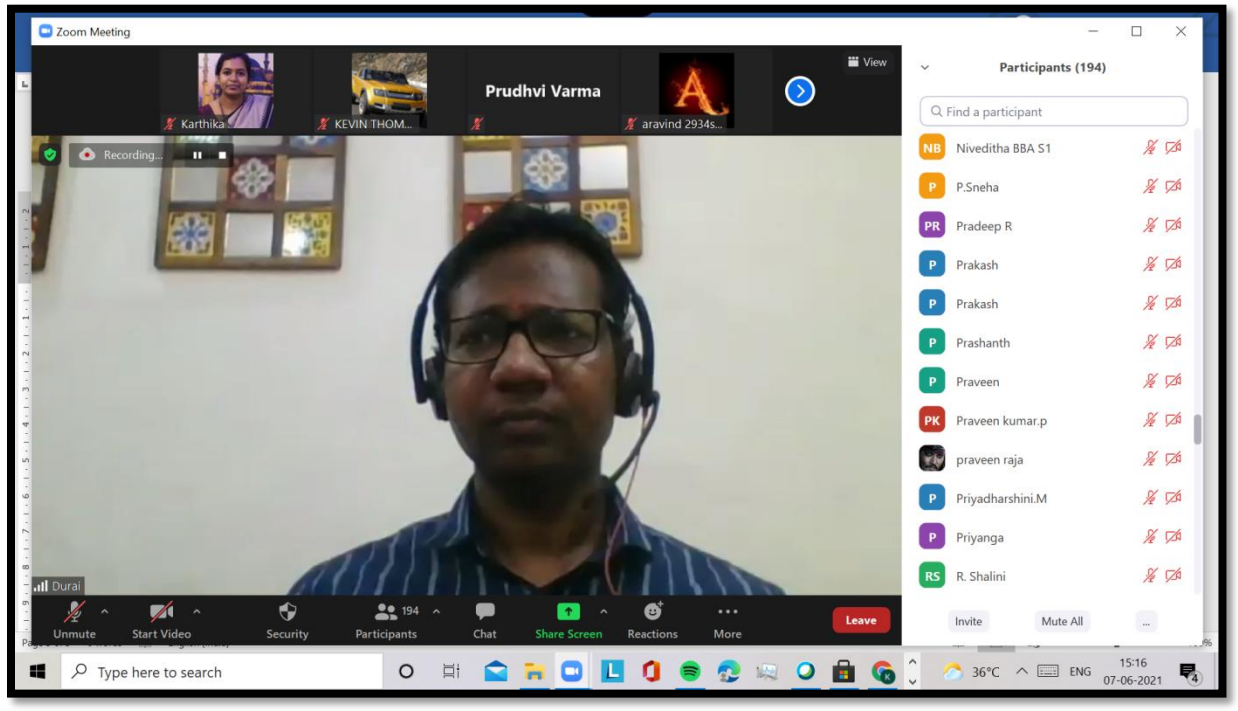 Zoom Meeting
Karthika
KEVIN THOM...
Prudhvi Varma
aravind 2934s...
View
Recording...
Durai
Participants (194)
Find a participant
NB Niveditha BBA S1
P P.Sneha
PR Pradeep R
P Prakash
P Prakash
P Prashanth
P Praveen
PK Praveen kumar.p
praveen raja
P Priyadharshini.M
P Priyanga
RS R. Shalini
Invite
Mute All
...
194
Unmute
Start Video
Security
Participants
Chat
Share Screen
Reactions
More
Leave
Type here to search
36°C
ENG
15:16
07-06-2021
4